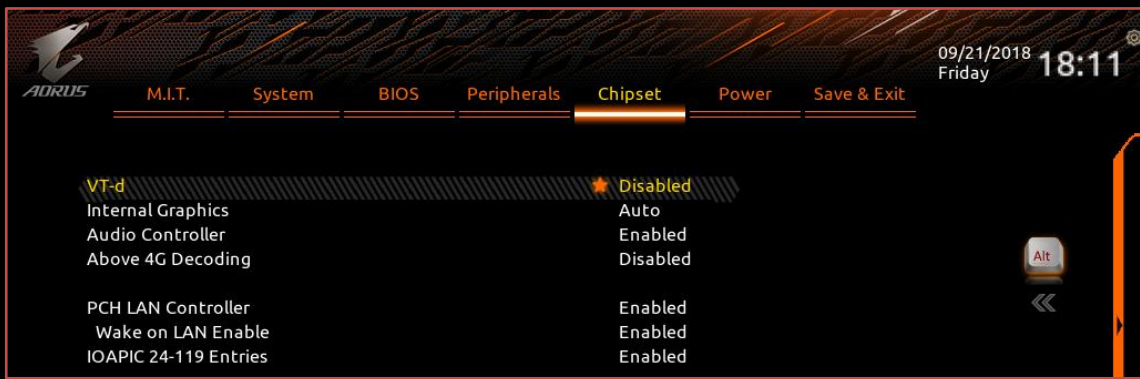 09/21/2018 18:11
Friday
AORUS
M.I.T. System BIOS Peripherals Chipset Power Save & Exit
VT-d Disabled
Internal Graphics Auto
Audio Controller Enabled
Above 4G Decoding Disabled
Alt
PCH LAN Controller Enabled
Wake on LAN Enable Enabled
IOAPIC 24-119 Entries Enabled